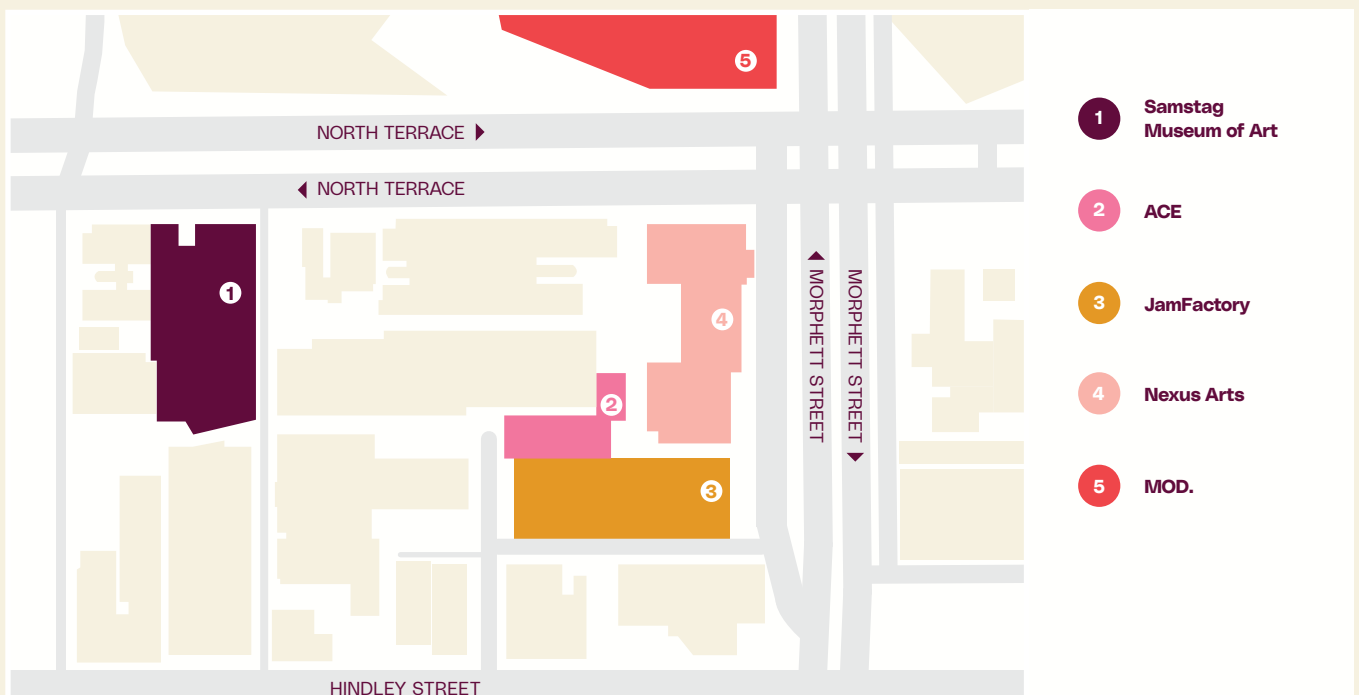 5
NORTH TERRACE
NORTH TERRACE
1
4
2
3
MORPHETT STREET
MORPHETT STREET
HINDLEY STREET
1 Samstag
Museum of Art
2 ACE
3 JamFactory
4 Nexus Arts
5 MOD.